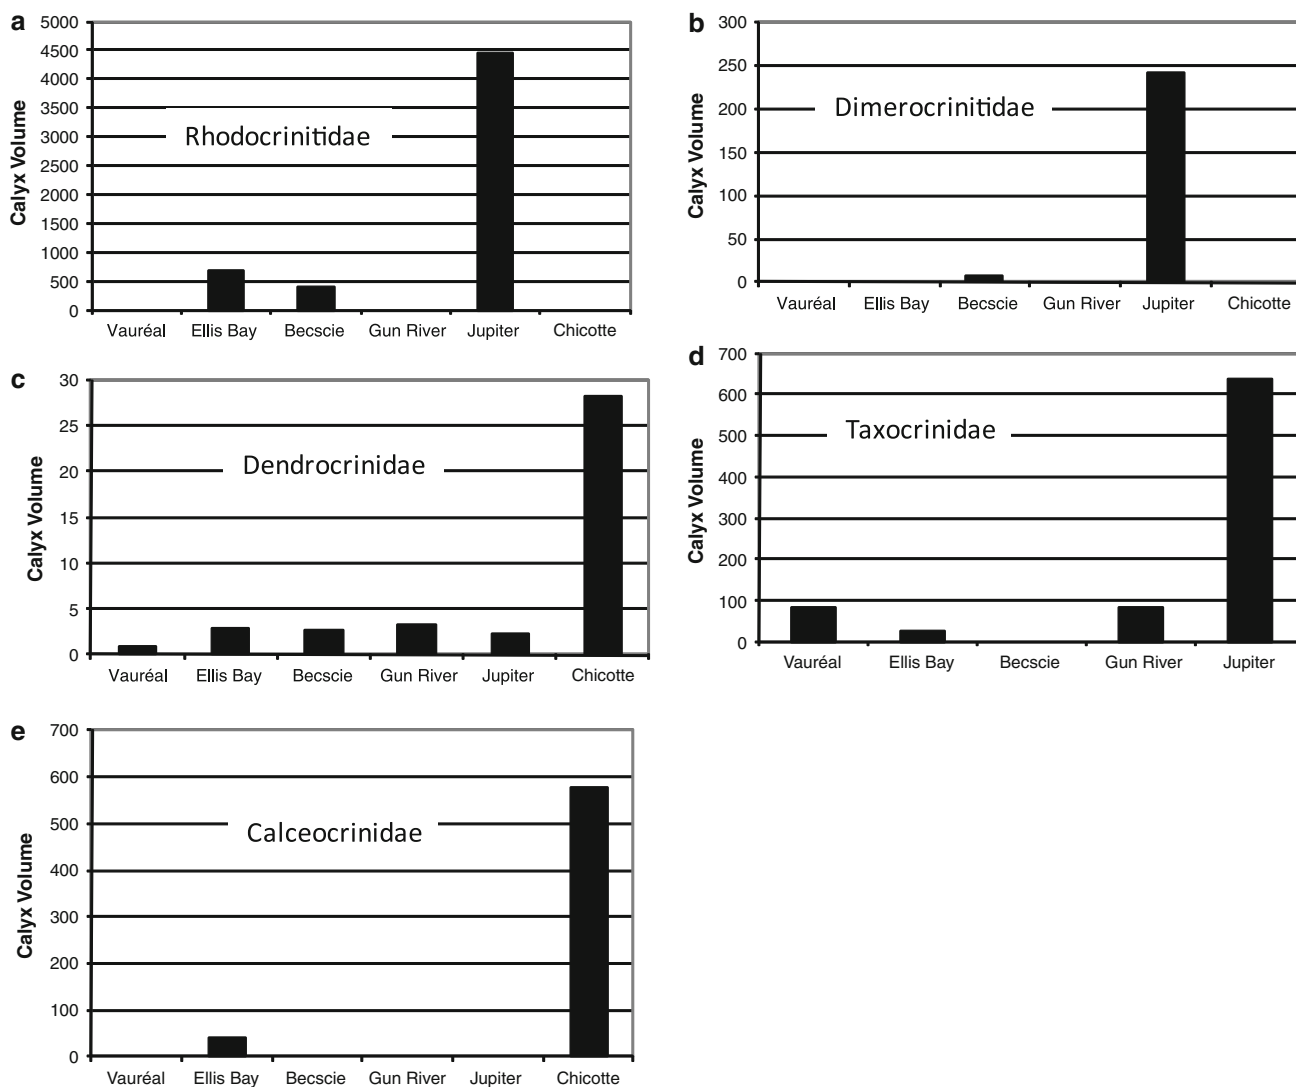 a
5000
4500
4000
3500
3000
2500
2000
1500
1000
500
0
Calyx Volume
Rhodocrinitidae
Vauréal Ellis Bay Becscie Gun River Jupiter Chicotte
b
300
250
200
150
100
50
0
Calyx Volume
Dimerocrinitidae
Vauréal Ellis Bay Becscie Gun River Jupiter Chicotte
c
30
25
20
15
10
5
0
Calyx Volume
Dendrocrinidae
Vauréal Ellis Bay Becscie Gun River Jupiter Chicotte
d
700
600
500
400
300
200
100
0
Calyx Volume
Taxocrinidae
Vauréal Ellis Bay Becscie Gun River Jupiter
e
700
600
500
400
300
200
100
0
Calyx Volume
Calceocrinidae
Vauréal Ellis Bay Becscie Gun River Jupiter Chicotte